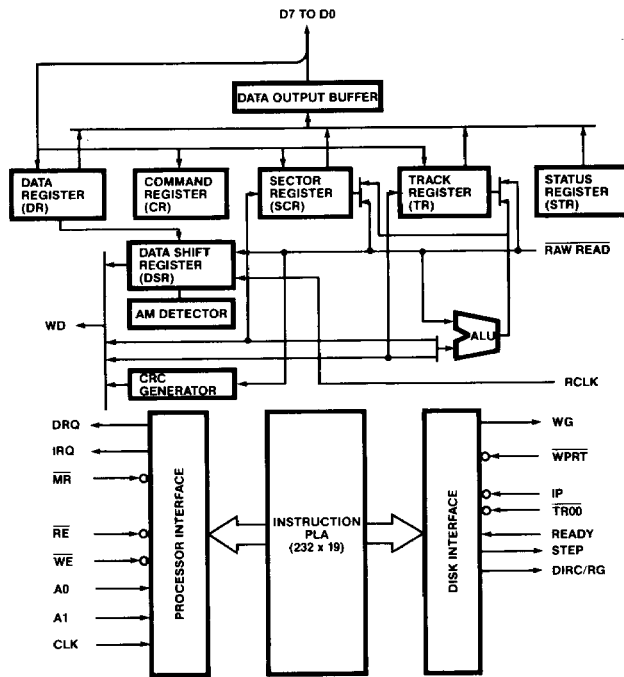 D7 TO D0
DATA OUTPUT BUFFER
DATA
REGISTER
(DR)
COMMAND
REGISTER
(CR)
SECTOR
REGISTER
(SCR)
TRACK
REGISTER
(TR)
STATUS
REGISTER
(STR)
DATA SHIFT
REGISTER
(DSR)
RAW READ
AM DETECTOR
WD
ALU
CRC
GENERATOR
RCLK
DRQ
IRQ
MR
RE
WE
A0
A1
CLK
PROCESSOR INTERFACE
INSTRUCTION
PLA
(232 x 19)
DISK INTERFACE
WG
WPRT
IP
TR00
READY
STEP
DIRC/RG